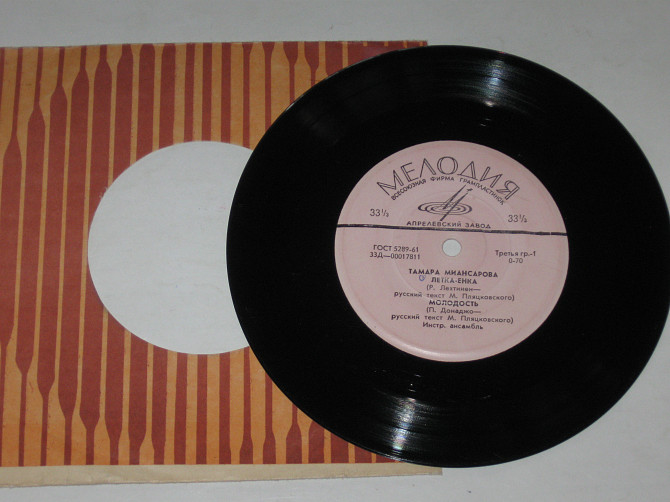 МЕЛОДИЯ
ВСЕСОЮЗНАЯ ФИРМА ГРАМПЛАСТИНОК
33⅓ 33⅓
АПРЕЛЕВСКИЙ ЗАВОД
ГОСТ 5289-61 Третья гр.-1
33Д—00017811 0-70
ТАМАРА МИАНСАРОВА
ЛЕТКА-ЕНКА
(Р. Лехтинен—
русский текст М. Пляцковского)
МОЛОДОСТЬ
(П. Донаджо—
русский текст М. Пляцковского)
Инстр. ансамбль